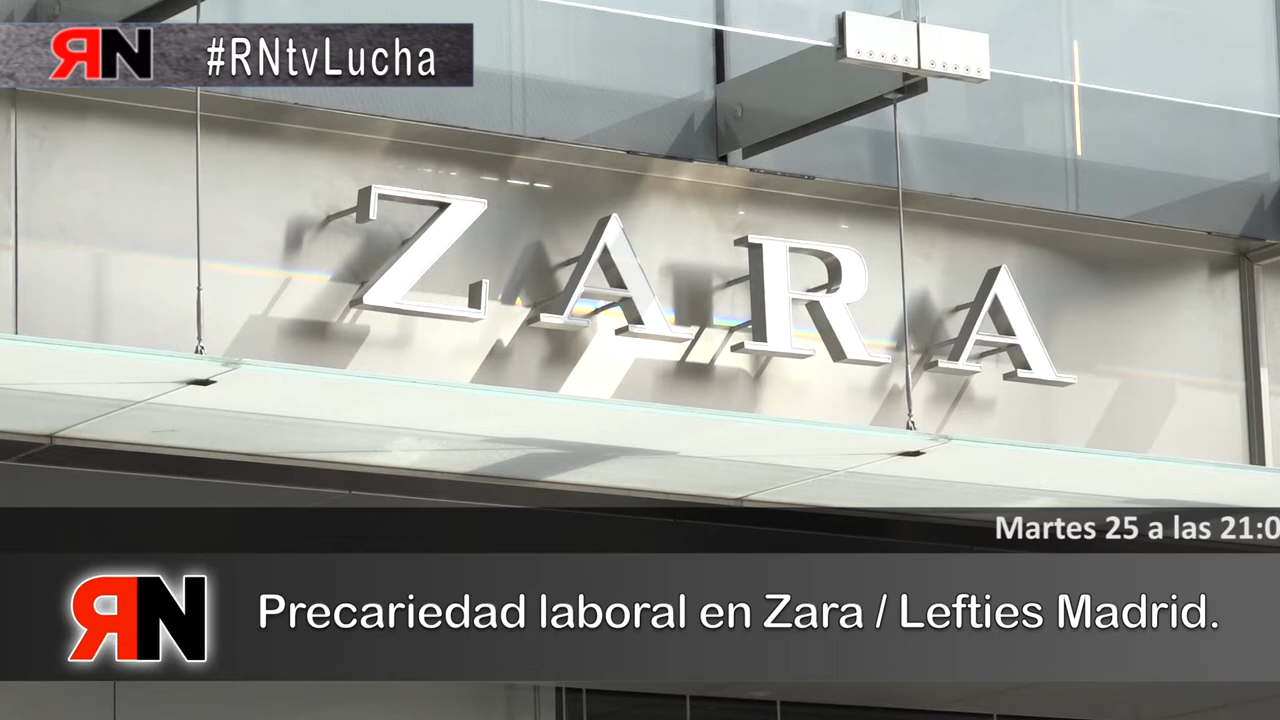 RN #RNtvLucha
ZARA
Martes 25 a las 21:0
RN Precariedad laboral en Zara / Lefties Madrid.